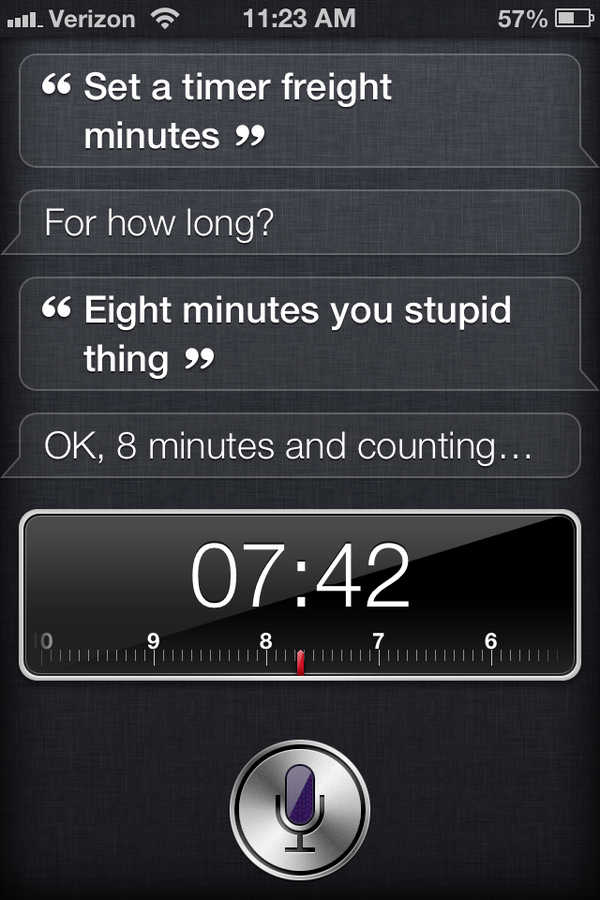 Verizon 11:23 AM 57%
“ Set a timer freight
minutes ”
For how long?
“ Eight minutes you stupid
thing ”
OK, 8 minutes and counting…
07:42
10 9 8 7 6